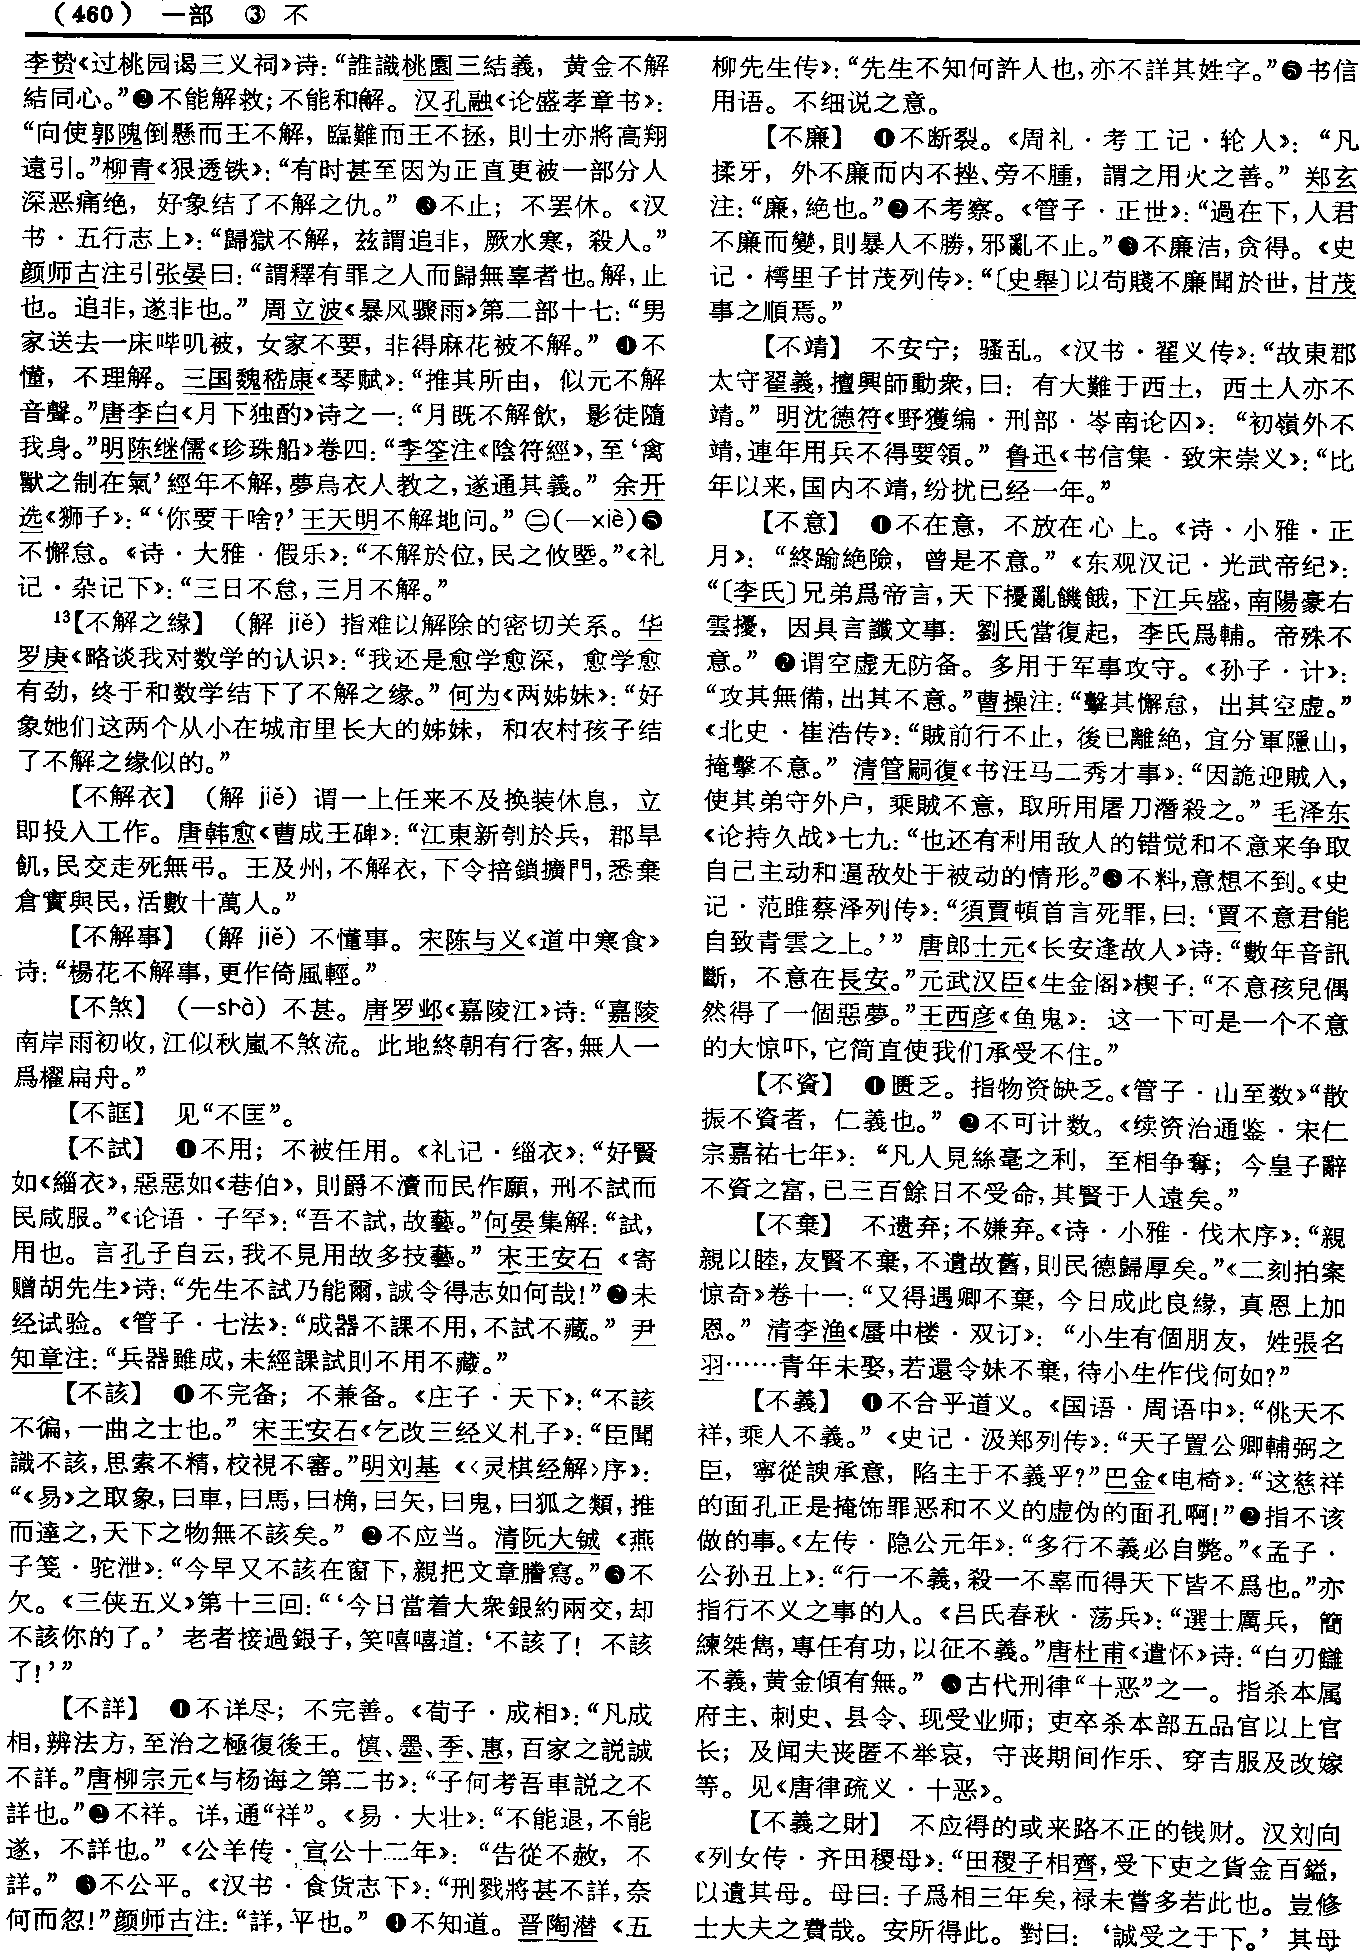 （460） 一部 ③ 不
李贽《过桃园谒三义祠》诗：“誰識桃園三結義，黄金不解
結同心。”❷不能解救；不能和解。汉孔融《论盛孝章书》：
“向使郭隗倒懸而王不解，臨難而王不拯，則士亦將高翔
遠引。”柳青《狠透铁》：“有时甚至因为正直更被一部分人
深恶痛绝，好象结了不解之仇。”❸不止；不罢休。《汉
书·五行志上》：“歸獄不解，兹謂追非，厥水寒，殺人。”
颜师古注引张晏曰：“謂釋有罪之人而歸無辜者也。解，止
也。追非，遂非也。”周立波《暴风骤雨》第二部十七：“男
家送去一床哔叽被，女家不要，非得麻花被不解。”❹不
懂，不理解。三国魏嵇康《琴赋》：“推其所由，似元不解
音聲。”唐李白《月下独酌》诗之一：“月既不解飲，影徒隨
我身。”明陈继儒《珍珠船》卷四：“李筌注《陰符經》，至‘禽
獸之制在氣’經年不解，夢烏衣人教之，遂通其義。”余开
选《狮子》：“‘你要干啥？’王天明不解地问。”㊁（—xiè）❺
不懈怠。《诗·大雅·假乐》：“不解於位，民之攸塈。”《礼
记·杂记下》：“三日不怠，三月不解。”
13【不解之缘】（解 jiě）指难以解除的密切关系。华
罗庚《略谈我对数学的认识》：“我还是愈学愈深，愈学愈
有劲，终于和数学结下了不解之缘。”何为《两姊妹》：“好
象她们这两个从小在城市里长大的姊妹，和农村孩子结
了不解之缘似的。”
【不解衣】（解 jiě）谓一上任来不及换装休息，立
即投入工作。唐韩愈《曹成王碑》：“江東新刳於兵，郡旱
飢，民交走死無弔。王及州，不解衣，下令掊鎖擴門，悉棄
倉實與民，活數十萬人。”
【不解事】（解 jiě）不懂事。宋陈与义《道中寒食》
诗：“楊花不解事，更作倚風輕。”
【不煞】（—shà）不甚。唐罗邺《嘉陵江》诗：“嘉陵
南岸雨初收，江似秋嵐不煞流。此地終朝有行客，無人一
爲櫂扁舟。”
【不誆】 见“不匡”。
【不試】 ❶不用；不被任用。《礼记·缁衣》：“好賢
如《緇衣》，惡惡如《巷伯》，則爵不瀆而民作願，刑不試而
民咸服。”《论语·子罕》：“吾不試，故藝。”何晏集解：“試，
用也。言孔子自云，我不見用故多技藝。”宋王安石《寄
赠胡先生》诗：“先生不試乃能爾，誠令得志如何哉！”❷未
经试验。《管子·七法》：“成器不課不用，不試不藏。”尹
知章注：“兵器雖成，未經課試則不用不藏。”
【不該】 ❶不完备；不兼备。《庄子·天下》：“不該
不徧，一曲之士也。”宋王安石《乞改三经义札子》：“臣聞
識不該，思索不精，校視不審。”明刘基《〈灵棋经解〉序》：
“《易》之取象，曰車，曰馬，曰桷，曰矢，曰鬼，曰狐之類，推
而達之，天下之物無不該矣。”❷不应当。清阮大铖《燕
子笺·驼泄》：“今早又不該在窗下，親把文章謄寫。”❸不
欠。《三侠五义》第十三回：“‘今日當着大衆銀約兩交，却
不該你的了。’老者接過銀子，笑嘻嘻道：‘不該了！不該
了！’”
【不詳】 ❶不详尽；不完善。《荀子·成相》：“凡成
相，辨法方，至治之極復後王。慎、墨、季、惠，百家之説誠
不詳。”唐柳宗元《与杨诲之第二书》：“子何考吾車説之不
詳也。”❷不祥。详，通“祥”。《易·大壮》：“不能退，不能
遂，不詳也。”《公羊传·宣公十二年》：“告從不赦，不
詳。”❸不公平。《汉书·食货志下》：“刑戮將甚不詳，奈
何而忽！”颜师古注：“詳，平也。”❹不知道。晋陶潜《五
柳先生传》：“先生不知何許人也，亦不詳其姓字。”❺书信
用语。不细说之意。
【不廉】 ❶不断裂。《周礼·考工记·轮人》：“凡
揉牙，外不廉而内不挫、旁不腫，謂之用火之善。”郑玄
注：“廉，絶也。”❷不考察。《管子·正世》：“過在下，人君
不廉而變，則暴人不勝，邪亂不止。”❸不廉洁，贪得。《史
记·樗里子甘茂列传》：“〔史舉〕以苟賤不廉聞於世，甘茂
事之順焉。”
【不靖】 不安宁；骚乱。《汉书·翟义传》：“故東郡
太守翟義，擅興師動衆，曰：有大難于西土，西土人亦不
靖。”明沈德符《野獲编·刑部·岺南论囚》：“初嶺外不
靖，連年用兵不得要領。”鲁迅《书信集·致宋崇义》：“比
年以来，国内不靖，纷扰已经一年。”
【不意】 ❶不在意，不放在心上。《诗·小雅·正
月》：“終踰絶險，曾是不意。”《东观汉记·光武帝纪》：
“〔李氏〕兄弟爲帝言，天下擾亂饑餓，下江兵盛，南陽豪右
雲擾，因具言讖文事：劉氏當復起，李氏爲輔。帝殊不
意。”❷谓空虚无防备。多用于军事攻守。《孙子·计》：
“攻其無備，出其不意。”曹操注：“擊其懈怠，出其空虚。”
《北史·崔浩传》：“賊前行不止，後已離絶，宜分軍隱山，
掩擊不意。”清管嗣復《书汪马二秀才事》：“因詭迎賊人，
使其弟守外户，乘賊不意，取所用屠刀潛殺之。”毛泽东
《论持久战》七九：“也还有利用敌人的错觉和不意来争取
自己主动和逼敌处于被动的情形。”❸不料，意想不到。《史
记·范雎蔡泽列传》：“須賈頓首言死罪，曰：‘賈不意君能
自致青雲之上。’”唐郎士元《长安逢故人》诗：“數年音訊
斷，不意在長安。”元武汉臣《生金阁》楔子：“不意孩兒偶
然得了一個惡夢。”王西彦《鱼鬼》：这一下可是一个不意
的大惊吓，它简直使我们承受不住。”
【不資】 ❶匮乏。指物资缺乏。《管子·山至数》“散
振不資者，仁義也。”❷不可计数。《续资治通鉴·宋仁
宗嘉祐七年》：“凡人見絲毫之利，至相争奪；今皇子辭
不資之富，已三百餘日不受命，其賢于人遠矣。”
【不棄】 不遗弃；不嫌弃。《诗·小雅·伐木序》：“親
親以睦，友賢不棄，不遺故舊，則民德歸厚矣。”《二刻拍案
惊奇》卷十一：“又得遇卿不棄，今日成此良緣，真恩上加
恩。”清李渔《蜃中楼·双订》：“小生有個朋友，姓張名
羽……青年未娶，若還令妹不棄，待小生作伐何如？”
【不義】 ❶不合乎道义。《国语·周语中》：“佻天不
祥，乘人不義。”《史记·汲郑列传》：“天子置公卿輔弼之
臣，寧從諛承意，陷主于不義乎？”巴金《电椅》：“这慈祥
的面孔正是掩饰罪恶和不义的虚伪的面孔啊！”❷指不该
做的事。《左传·隐公元年》：“多行不義必自斃。”《孟子·
公孙丑上》：“行一不義，殺一不辜而得天下皆不爲也。”亦
指行不义之事的人。《吕氏春秋·荡兵》：“選士厲兵，簡
練桀雋，專任有功，以征不義。”唐杜甫《遣怀》诗：“白刃讎
不義，黄金傾有無。”❸古代刑律“十恶”之一。指杀本属
府主、刺史、县令、现受业师；吏卒杀本部五品官以上官
长；及闻夫丧匿不举哀，守丧期间作乐、穿吉服及改嫁
等。见《唐律疏义·十恶》。
【不義之財】 不应得的或来路不正的钱财。汉刘向
《列女传·齐田稷母》：“田稷子相齊，受下吏之貨金百鎰，
以遺其母。母曰：子爲相三年矣，禄未嘗多若此也。豈修
士大夫之費哉。安所得此。對曰：‘誠受之于下。’其母